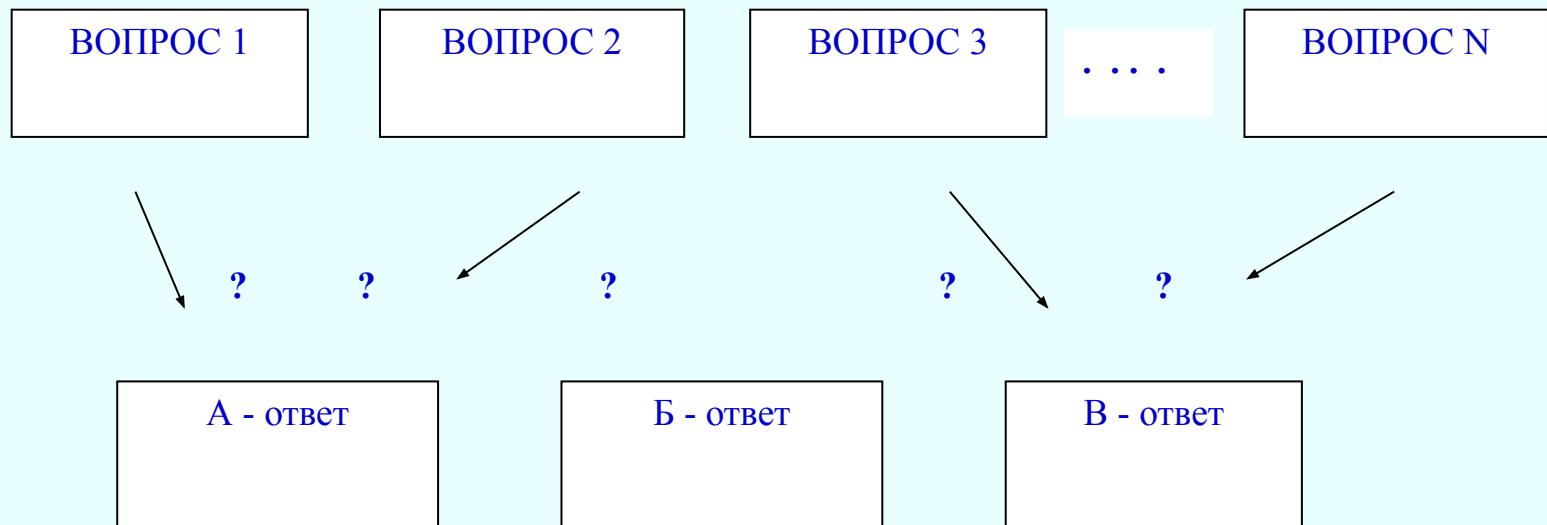 ВОПРОС 1
ВОПРОС 2
ВОПРОС 3
. . . .
ВОПРОС N
? ? ? ? ?
А - ответ
Б - ответ
В - ответ